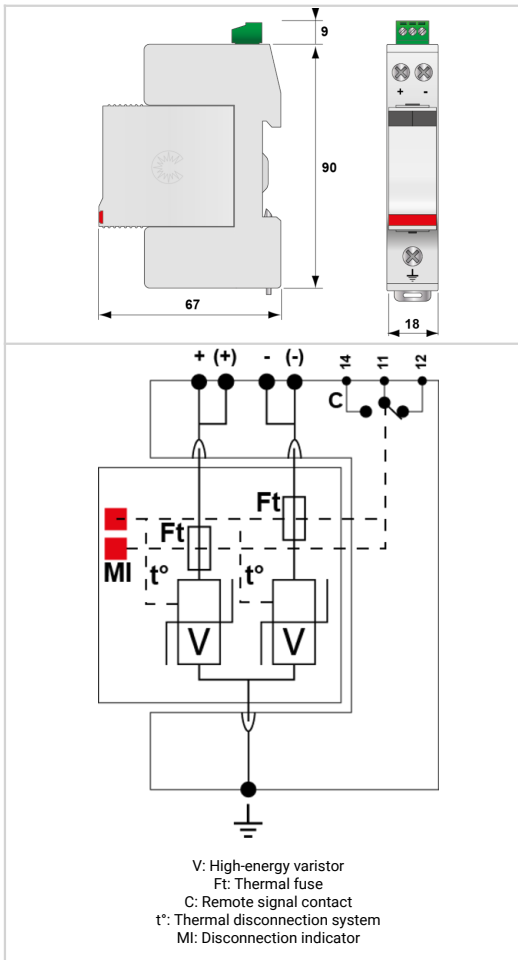 9
+ -
90
67
18
+ (+) - (-) 14 11 12
C
Ft
Ft
MI t° t°
V V
V: High-energy varistor
Ft: Thermal fuse
C: Remote signal contact
t°: Thermal disconnection system
MI: Disconnection indicator